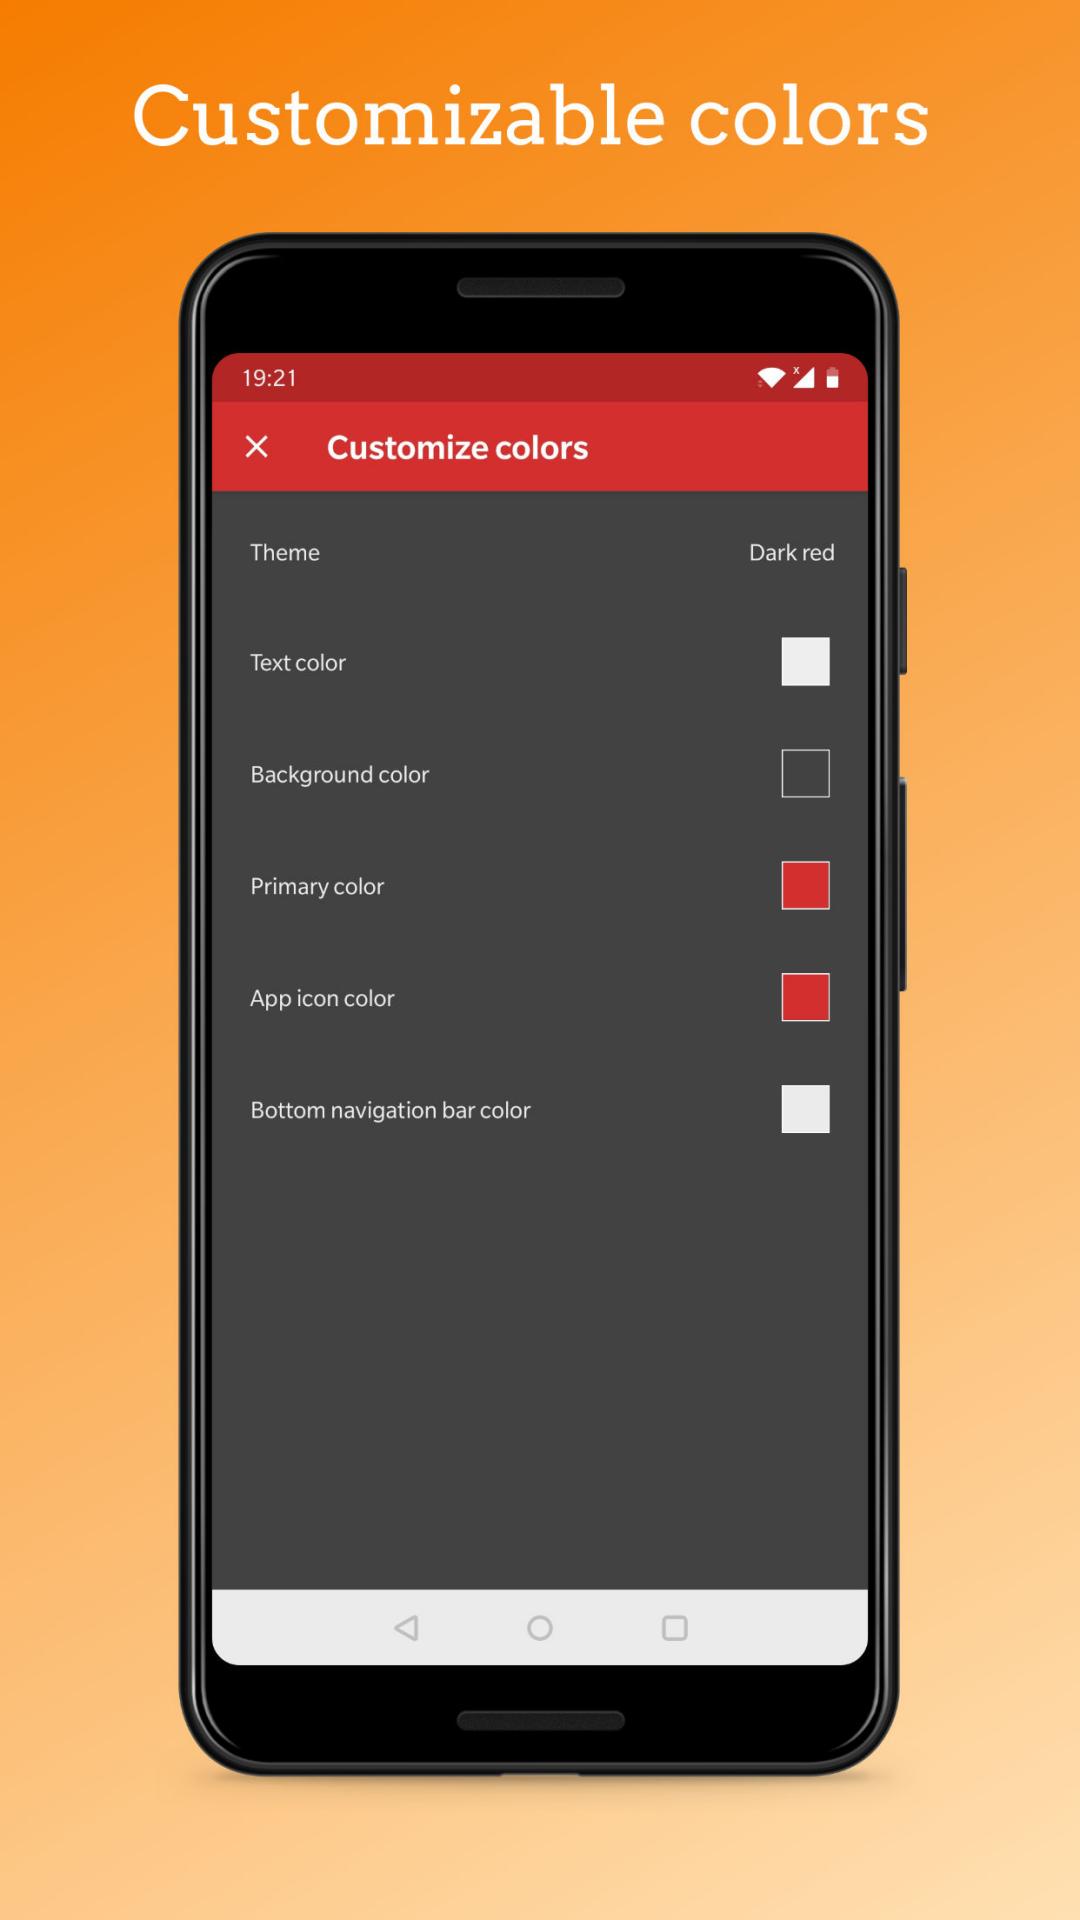 Customizable colors
19:21
x
Customize colors
Theme
Dark red
Text color
Background color
Primary color
App icon color
Bottom navigation bar color